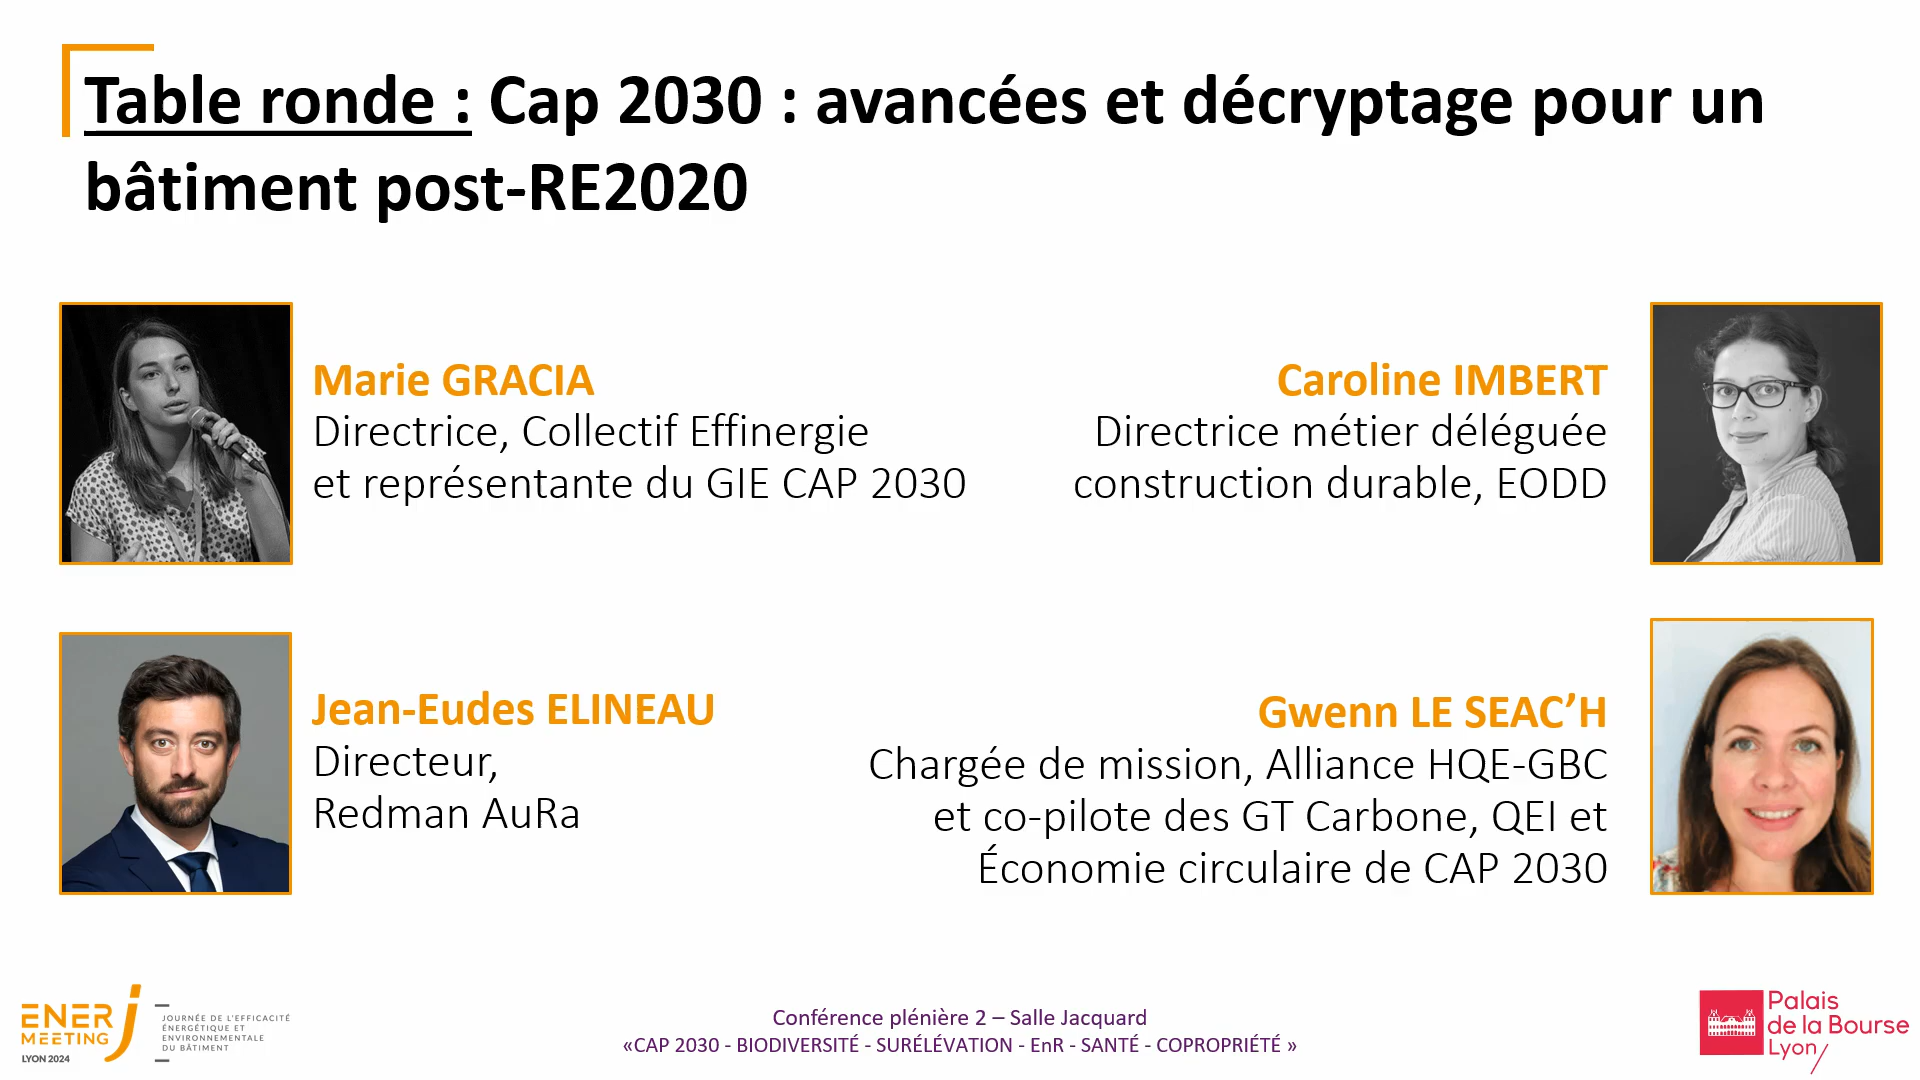 Table ronde : Cap 2030 : avancées et décryptage pour un
bâtiment post-RE2020
Marie GRACIA
Directrice, Collectif Effinergie
et représentante du GIE CAP 2030
Caroline IMBERT
Directrice métier déléguée
construction durable, EODD
Jean-Eudes ELINEAU
Directeur,
Redman AuRa
Gwenn LE SEAC’H
Chargée de mission, Alliance HQE-GBC
et co-pilote des GT Carbone, QEI et
Économie circulaire de CAP 2030
ENERJ
MEETING
LYON 2024
JOURNÉE DE L'EFFICACITÉ
ÉNERGÉTIQUE ET
ENVIRONNEMENTALE
DU BÂTIMENT
Conférence plénière 2 – Salle Jacquard
«CAP 2030 - BIODIVERSITÉ - SURÉLÉVATION - EnR - SANTÉ - COPROPRIÉTÉ »
Palais
de la Bourse
Lyon